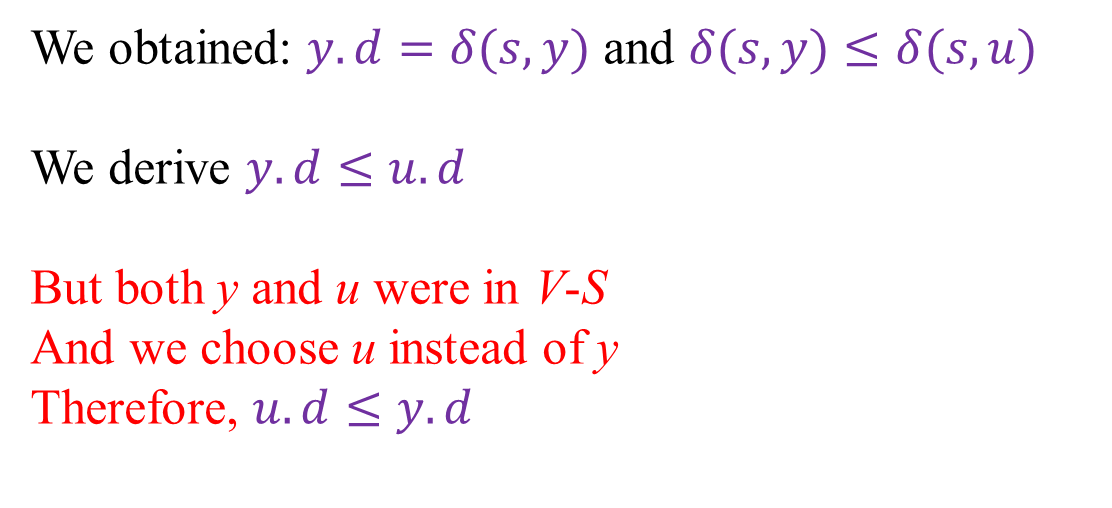 We obtained: y.d = δ(s, y) and δ(s, y) ≤ δ(s, u)
We derive y.d ≤ u.d
But both y and u were in V-S
And we choose u instead of y
Therefore, u.d ≤ y.d